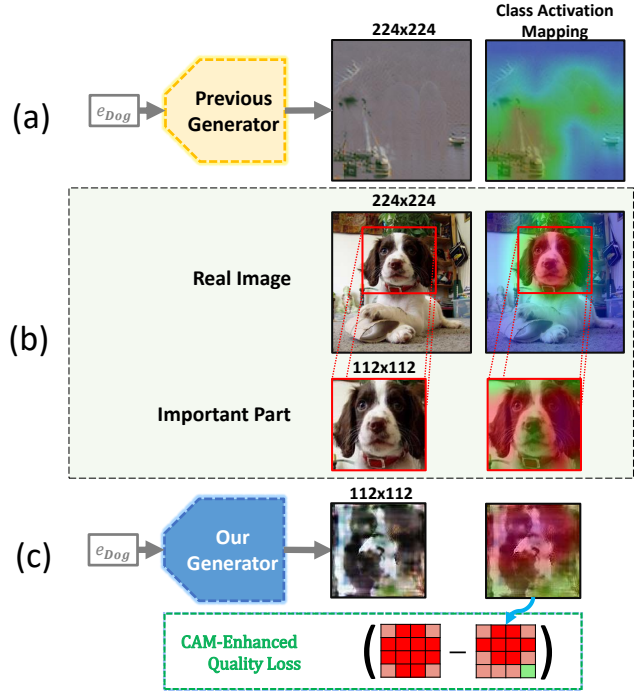 Class Activation
Mapping
224x224
(a)
e_Dog
Previous
Generator
224x224
(b)
Real Image
112x112
Important Part
112x112
(c)
e_Dog
Our
Generator
CAM-Enhanced
Quality Loss
( − )